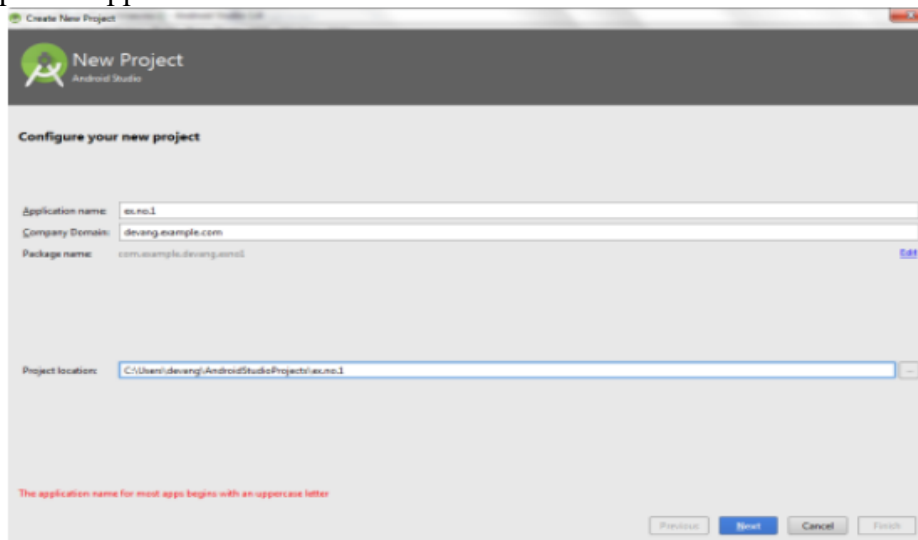 Create New Project
New Project
Android Studio
Configure your new project
Application name: ex.no.1
Company Domain: devang.example.com
Package name: com.example.devang.exno1
Edit
Project location: C:\Users\devang\AndroidStudioProjects\ex.no.1
...
The application name for most apps begins with an uppercase letter
Previous Next Cancel Finish